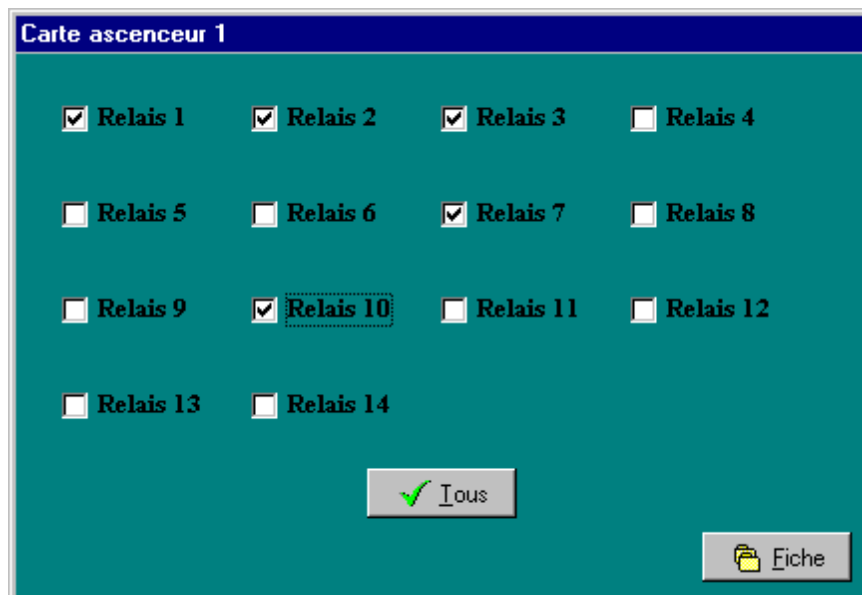 Carte ascenceur 1
Relais 1 Relais 2 Relais 3 Relais 4
Relais 5 Relais 6 Relais 7 Relais 8
Relais 9 Relais 10 Relais 11 Relais 12
Relais 13 Relais 14
Tous
Fiche